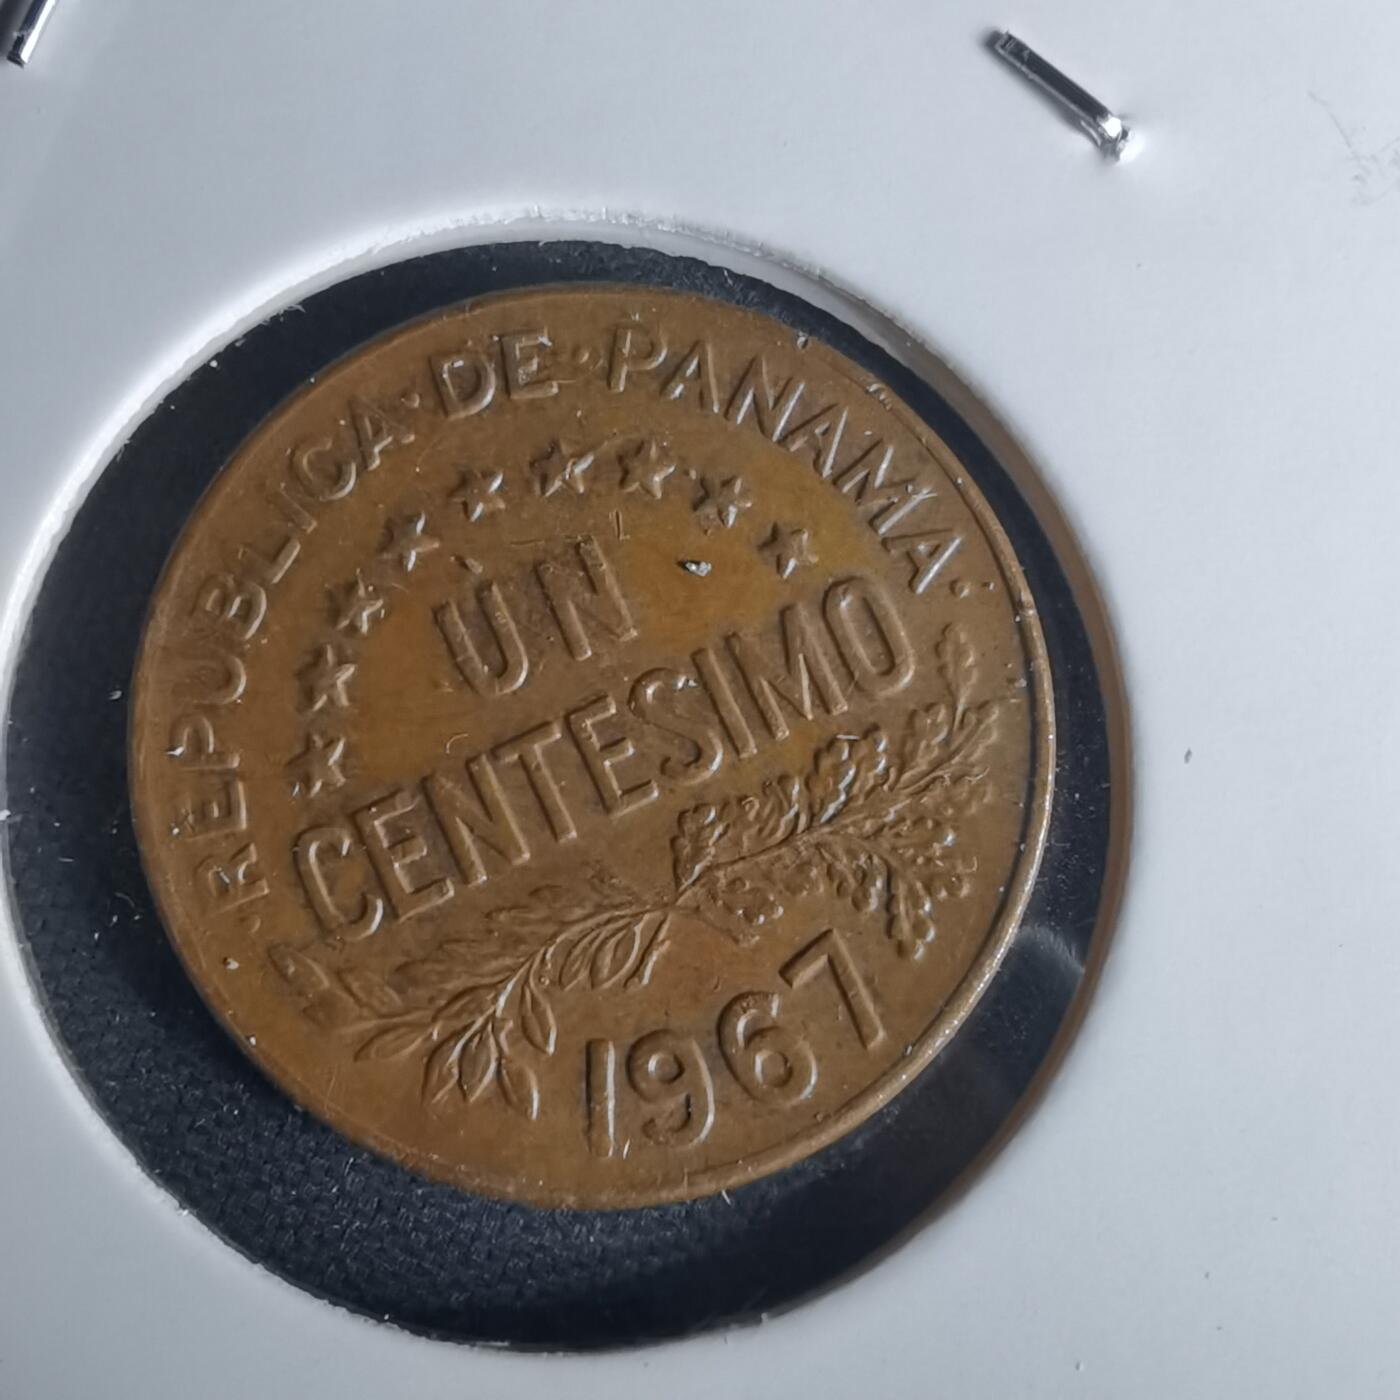 ·REPUBLICA·DE·PANAMA·
UN
CENTESIMO
1967